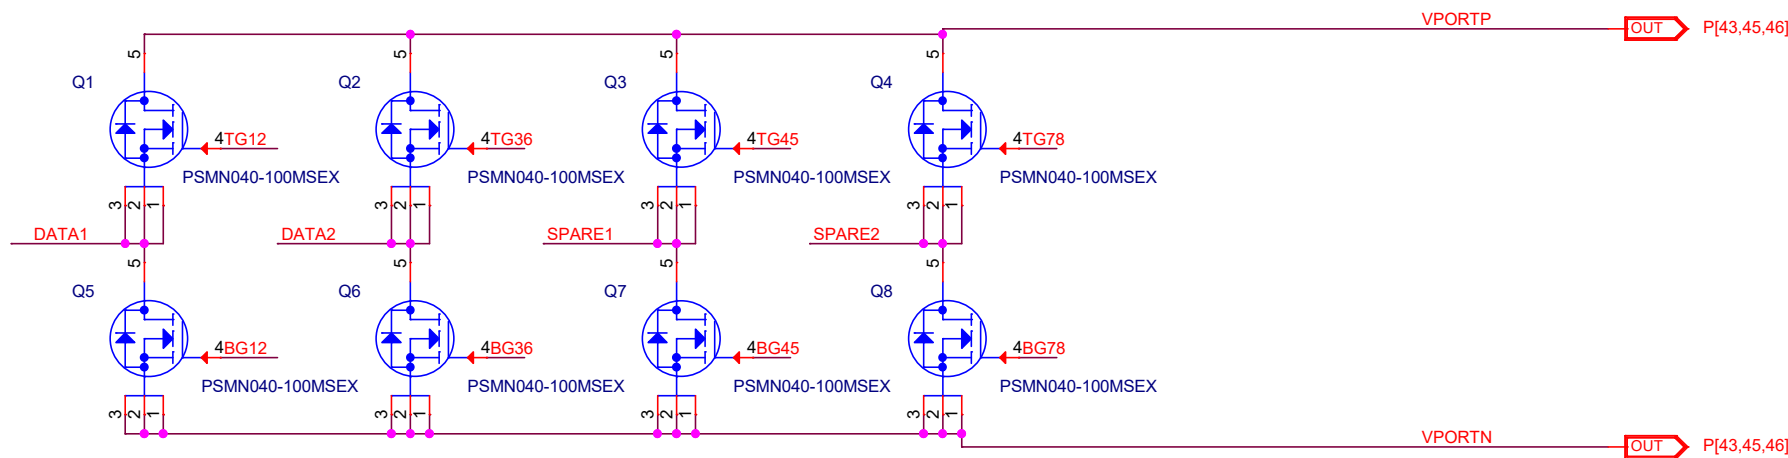 VPORTP
OUT P[43,45,46]
5 5 5 5
Q1 Q2 Q3 Q4
4TG12 4TG36 4TG45 4TG78
PSMN040-100MSEX PSMN040-100MSEX PSMN040-100MSEX PSMN040-100MSEX
3 2 1 3 2 1 3 2 1 3 2 1
DATA1 DATA2 SPARE1 SPARE2
5 5 5 5
Q5 Q6 Q7 Q8
4BG12 4BG36 4BG45 4BG78
PSMN040-100MSEX PSMN040-100MSEX PSMN040-100MSEX PSMN040-100MSEX
3 2 1 3 2 1 3 2 1 3 2 1
VPORTN
OUT P[43,45,46]